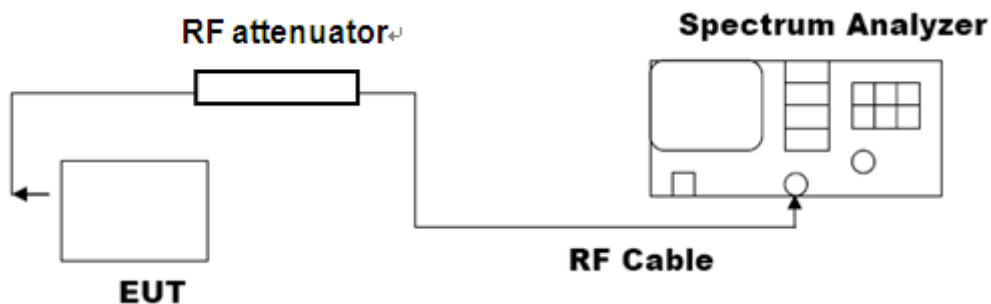 RF attenuator↵
Spectrum Analyzer
RF Cable
EUT